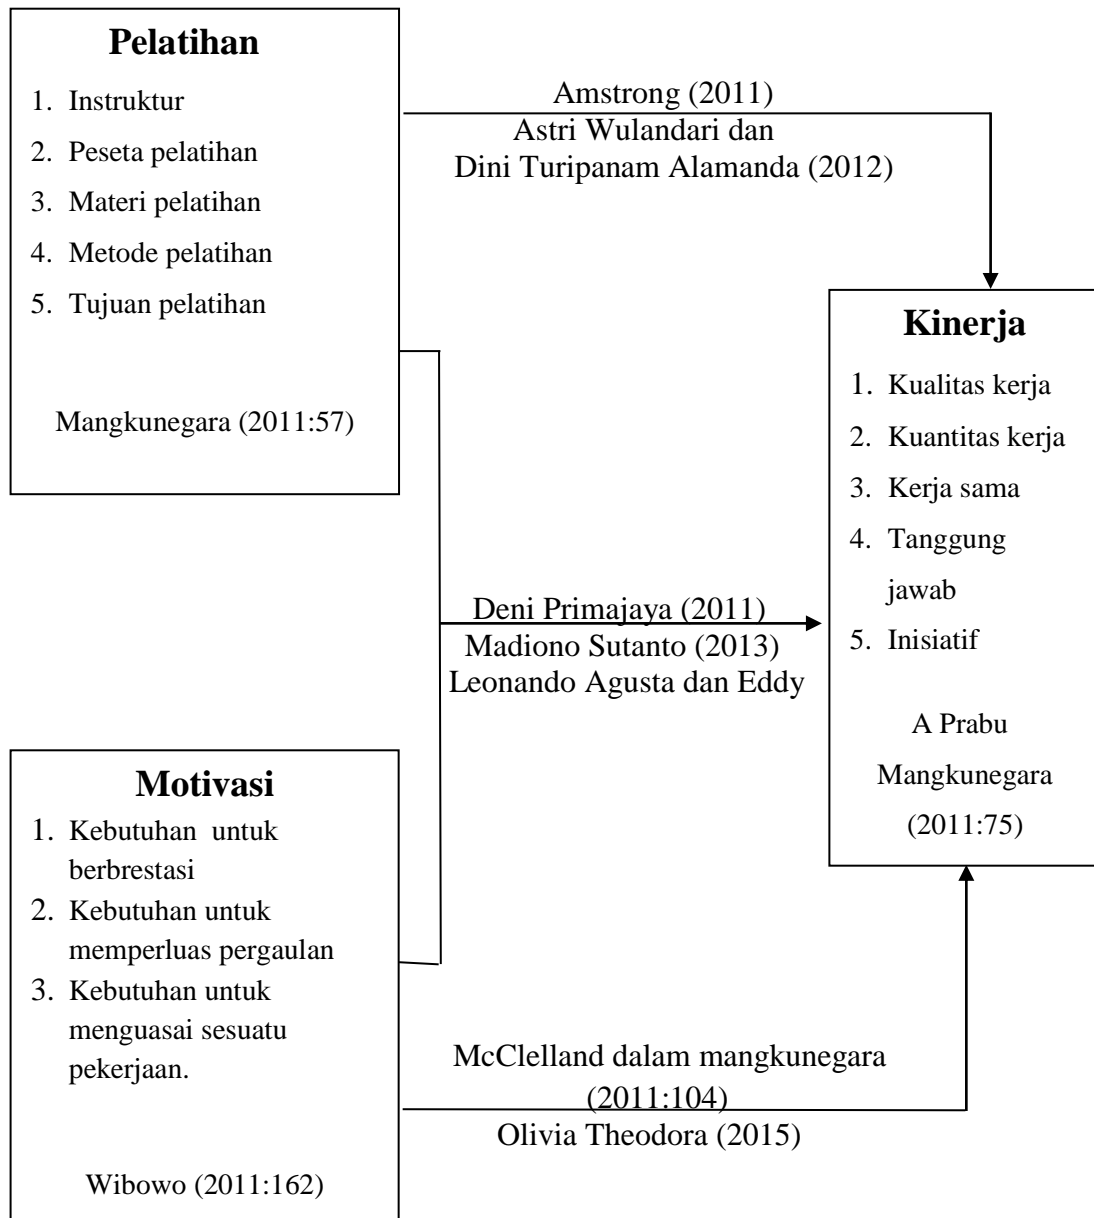 Pelatihan
1. Instruktur
2. Peseta pelatihan
3. Materi pelatihan
4. Metode pelatihan
5. Tujuan pelatihan
Mangkunegara (2011:57)
Amstrong (2011)
Astri Wulandari dan
Dini Turipanam Alamanda (2012)
Kinerja
1. Kualitas kerja
2. Kuantitas kerja
3. Kerja sama
4. Tanggung
jawab
5. Inisiatif
A Prabu
Mangkunegara
(2011:75)
Deni Primajaya (2011)
Madiono Sutanto (2013)
Leonando Agusta dan Eddy
Motivasi
1. Kebutuhan untuk
berbrestasi
2. Kebutuhan untuk
memperluas pergaulan
3. Kebutuhan untuk
menguasai sesuatu
pekerjaan.
Wibowo (2011:162)
McClelland dalam mangkunegara
(2011:104)
Olivia Theodora (2015)